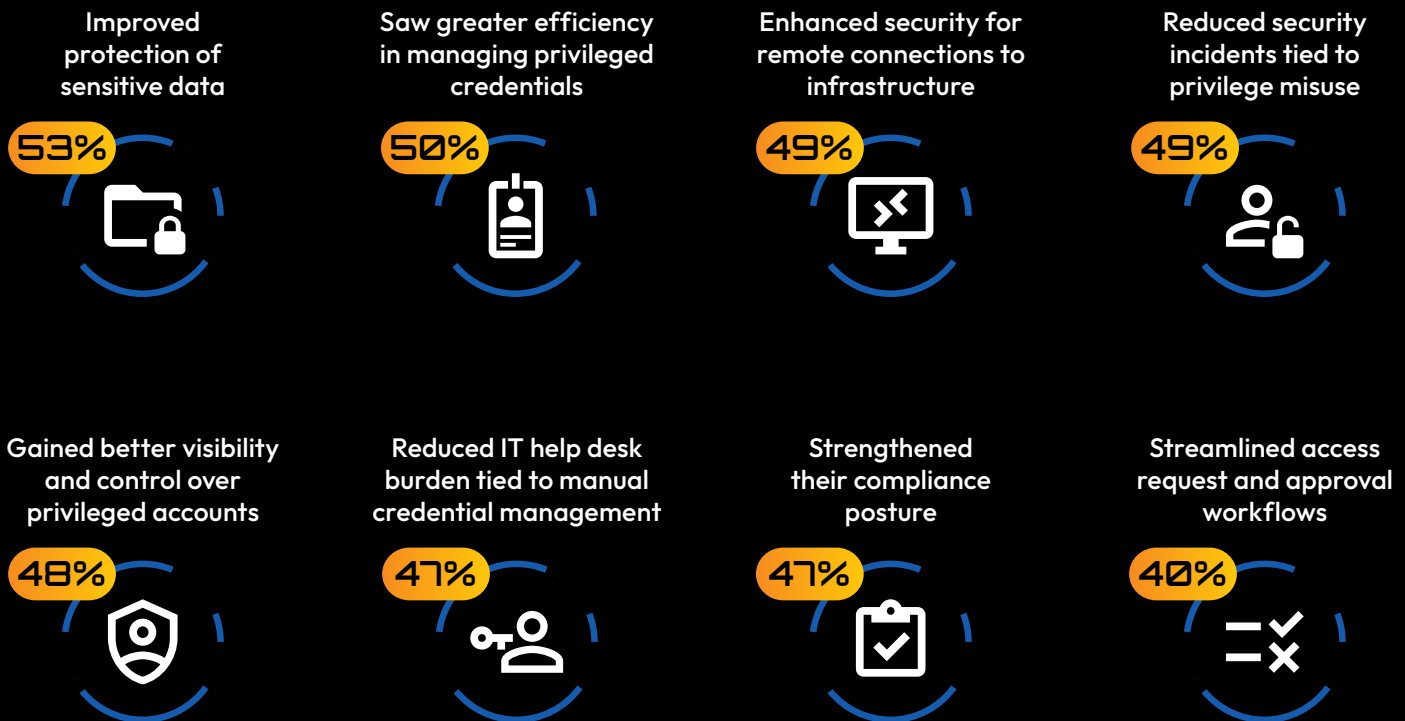 Improved
protection of
sensitive data
53%
Saw greater efficiency
in managing privileged
credentials
50%
Enhanced security for
remote connections to
infrastructure
49%
Reduced security
incidents tied to
privilege misuse
49%
Gained better visibility
and control over
privileged accounts
48%
Reduced IT help desk
burden tied to manual
credential management
47%
Strengthened
their compliance
posture
47%
Streamlined access
request and approval
workflows
40%